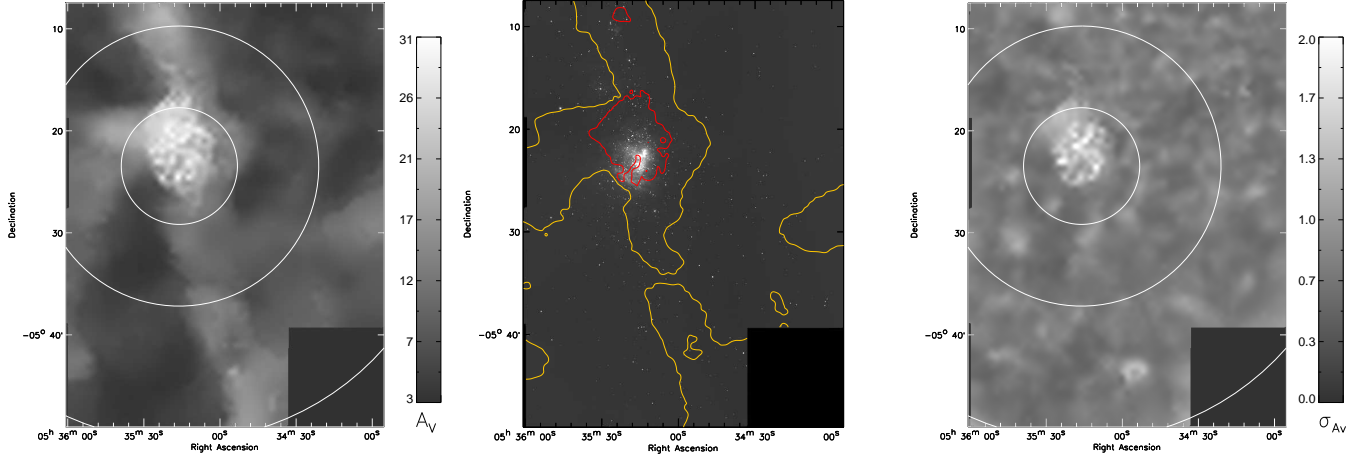 10
20
30
-05° 40'
Declination
05ʰ 36ᵐ 00ˢ
35ᵐ 30ˢ
00ˢ
34ᵐ 30ˢ
00ˢ
Right Ascension
31
26
21
17
12
7
3
A_V
10
20
30
-05° 40'
Declination
05ʰ 36ᵐ 00ˢ
35ᵐ 30ˢ
00ˢ
34ᵐ 30ˢ
00ˢ
Right Ascension
10
20
30
-05° 40'
Declination
05ʰ 36ᵐ 00ˢ
35ᵐ 30ˢ
00ˢ
34ᵐ 30ˢ
00ˢ
Right Ascension
2.0
1.7
1.3
1.0
0.7
0.3
0.0
σ_Av